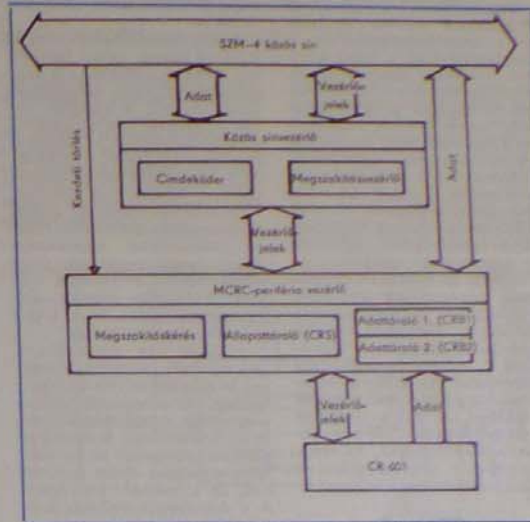 SZM-4 közös sín
Adat
Vezérlő-
jelek
Kezdeti törlés
Adat
Közös sínvezérlő
Címdekóder
Megszakításvezérlő
Vezérlő-
jelek
MCRC-periféria vezérlő
Megszakításkérés
Állapottároló (CRS)
Adattároló 1. (CRB1)
Adattároló 2. (CRB2)
Vezérlő-
jelek
Adat
CR 601